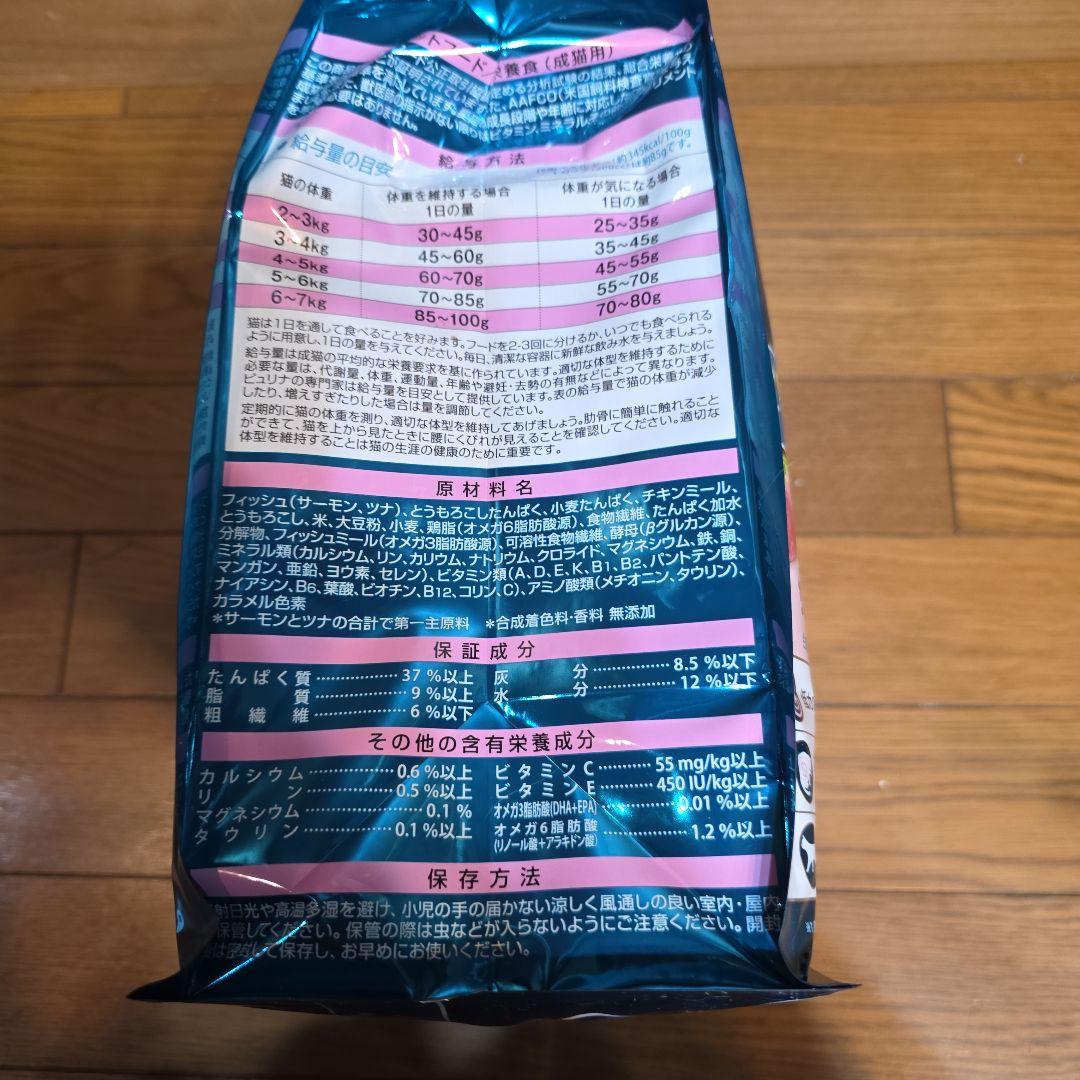 栄養食(成猫用)
給与方法
給与量の目安
約345kcal/100g
約85gです。
猫の体重 体重を維持する場合 1日の量 体重が気になる場合 1日の量
2〜3kg 30〜45g 25〜35g
3〜4kg 45〜60g 35〜45g
4〜5kg 60〜70g 45〜55g
5〜6kg 70〜85g 55〜70g
6〜7kg 85〜100g 70〜80g
猫は1日を通して食べることを好みます。フードを2-3回に分けるか、いつでも食べられる
ように用意し、1日の量を与えてください。毎日、清潔な容器に新鮮な飲み水を与えましょう。
給与量は成猫の平均的な栄養要求を基に作られています。適切な体型を維持するために
必要な量は、代謝量、体重、運動量、年齢や避妊・去勢の有無などによって異なります。
ピュリナの専門家は給与量を目安として提供しています。表の給与量で猫の体重が減少
したり、増えすぎたりした場合は量を調節してください。
定期的に猫の体重を測り、適切な体型を維持してあげましょう。肋骨に簡単に触れること
ができて、猫を上から見たときに腰にくびれが見えることを確認してください。適切な
体型を維持することは猫の生涯の健康のために重要です。
原材料名
フィッシュ(サーモン、ツナ)、とうもろこしたんぱく、小麦たんぱく、チキンミール、
とうもろこし、米、大豆粉、小麦、鶏脂(オメガ6脂肪酸源)、食物繊維、たんぱく加水
分解物、フィッシュミール(オメガ3脂肪酸源)、可溶性食物繊維、酵母(βグルカン源)、
ミネラル類(カルシウム、リン、カリウム、ナトリウム、クロライド、マグネシウム、鉄、銅、
マンガン、亜鉛、ヨウ素、セレン)、ビタミン類(A、D、E、K、B1、B2、パントテン酸、
ナイアシン、B6、葉酸、ビオチン、B12、コリン、C)、アミノ酸類(メチオニン、タウリン)、
カラメル色素
*サーモンとツナの合計で第一主原料 *合成着色料・香料 無添加
保証成分
たんぱく質 37%以上 灰分 8.5%以下
脂質 9%以上 水分 12%以下
粗繊維 6%以下
その他の含有栄養成分
カルシウム 0.6%以上 ビタミンC 55mg/kg以上
リン 0.5%以上 ビタミンE 450IU/kg以上
マグネシウム 0.1% オメガ3脂肪酸(DHA+EPA) 0.01%以上
タウリン 0.1%以上 オメガ6脂肪酸 1.2%以上
(リノール酸+アラキドン酸)
保存方法
射日光や高温多湿を避け、小児の手の届かない涼しく風通しの良い室内・屋内
保管してください。保管の際は虫などが入らないようにご注意ください。開封
は密封して保存し、お早めにお使いください。